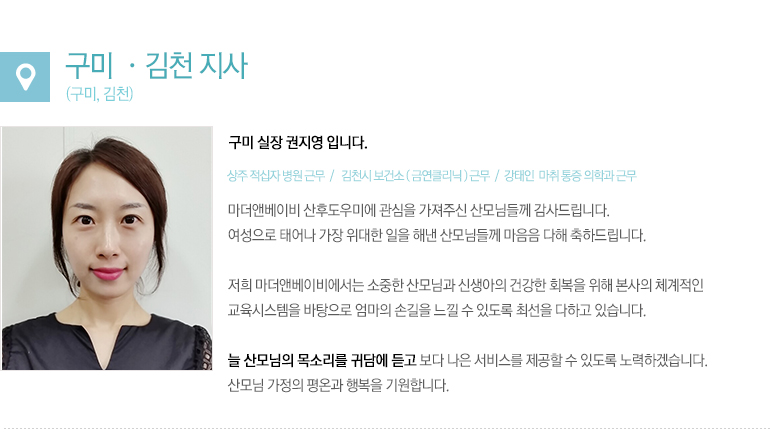 구미 · 김천 지사
(구미, 김천)
구미 실장 권지영 입니다.
상주 적십자 병원 근무 / 김천시 보건소 ( 금연클리닉 ) 근무 / 강태인 마취 통증 의학과 근무
마더앤베이비 산후도우미에 관심을 가져주신 산모님들께 감사드립니다.
여성으로 태어나 가장 위대한 일을 해낸 산모님들께 마음음 다해 축하드립니다.
저희 마더앤베이비에서는 소중한 산모님과 신생아의 건강한 회복을 위해 본사의 체계적인
교육시스템을 바탕으로 엄마의 손길을 느낄 수 있도록 최선을 다하고 있습니다.
늘 산모님의 목소리를 귀담에 듣고 보다 나은 서비스를 제공할 수 있도록 노력하겠습니다.
산모님 가정의 평온과 행복을 기원합니다.